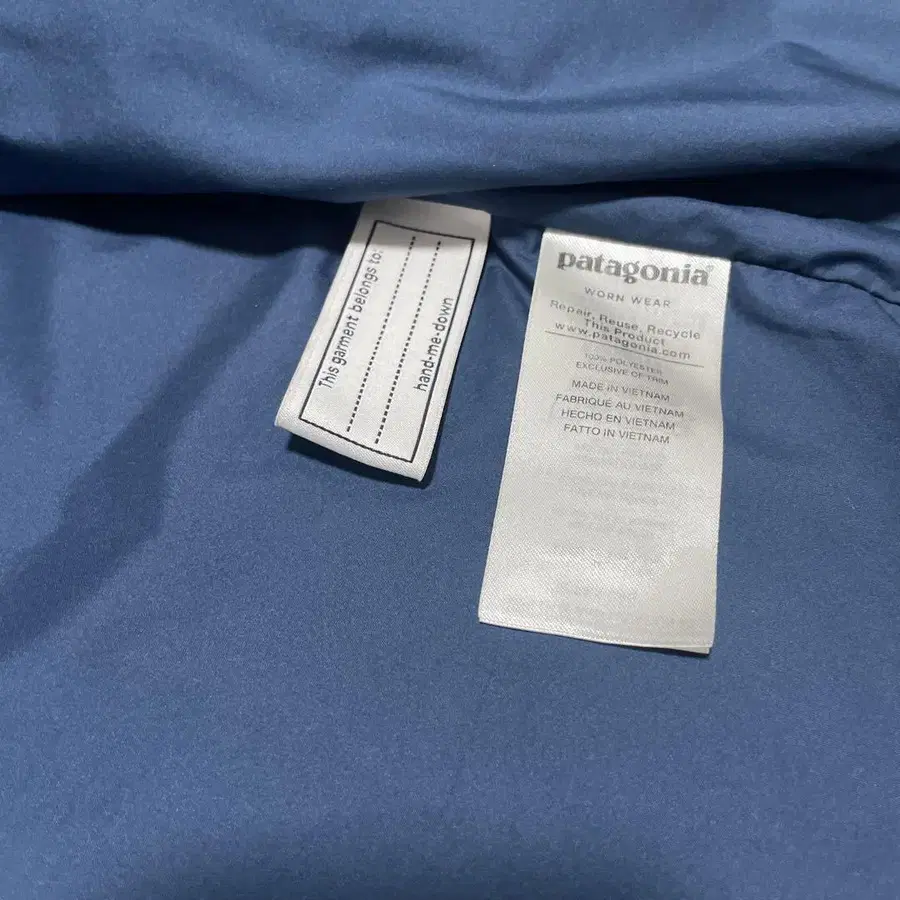 This garment belongs to:
hand-me-down
patagonia®
WORN WEAR
Repair, Reuse, Recycle
This Product
www.patagonia.com
100% POLYESTER
EXCLUSIVE OF TRIM
MADE IN VIETNAM
FABRIQUÉ AU VIETNAM
HECHO EN VIETNAM
FATTO IN VIETNAM